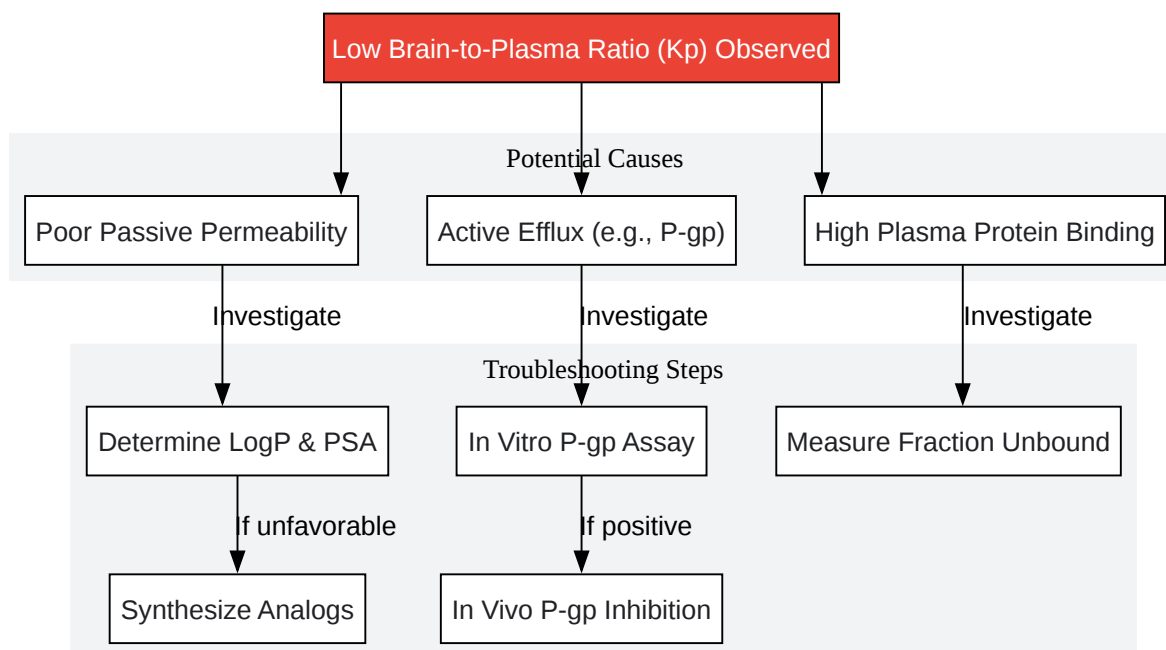 Low Brain-to-Plasma Ratio (Kp) Observed
Potential Causes
Poor Passive Permeability
Active Efflux (e.g., P-gp)
High Plasma Protein Binding
Investigate
Investigate
Investigate
Troubleshooting Steps
Determine LogP & PSA
In Vitro P-gp Assay
Measure Fraction Unbound
If unfavorable
If positive
Synthesize Analogs
In Vivo P-gp Inhibition